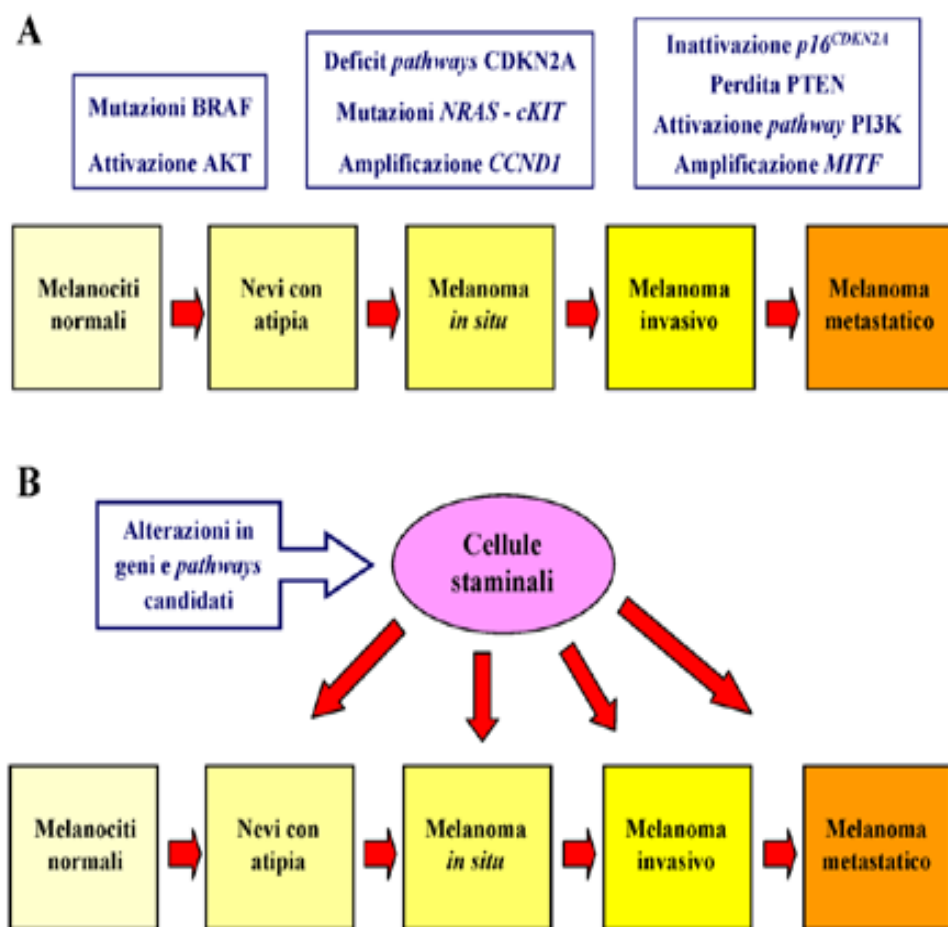 A
Mutazioni BRAF
Attivazione AKT
Deficit pathways CDKN2A
Mutazioni NRAS - cKIT
Amplificazione CCND1
Inattivazione p16CDKN2A
Perdita PTEN
Attivazione pathway PI3K
Amplificazione MITF
Melanociti
normali
Nevi con
atipia
Melanoma
in situ
Melanoma
invasivo
Melanoma
metastatico
B
Alterazioni in
geni e pathways
candidati
Cellule
staminali
Melanociti
normali
Nevi con
atipia
Melanoma
in situ
Melanoma
invasivo
Melanoma
metastatico